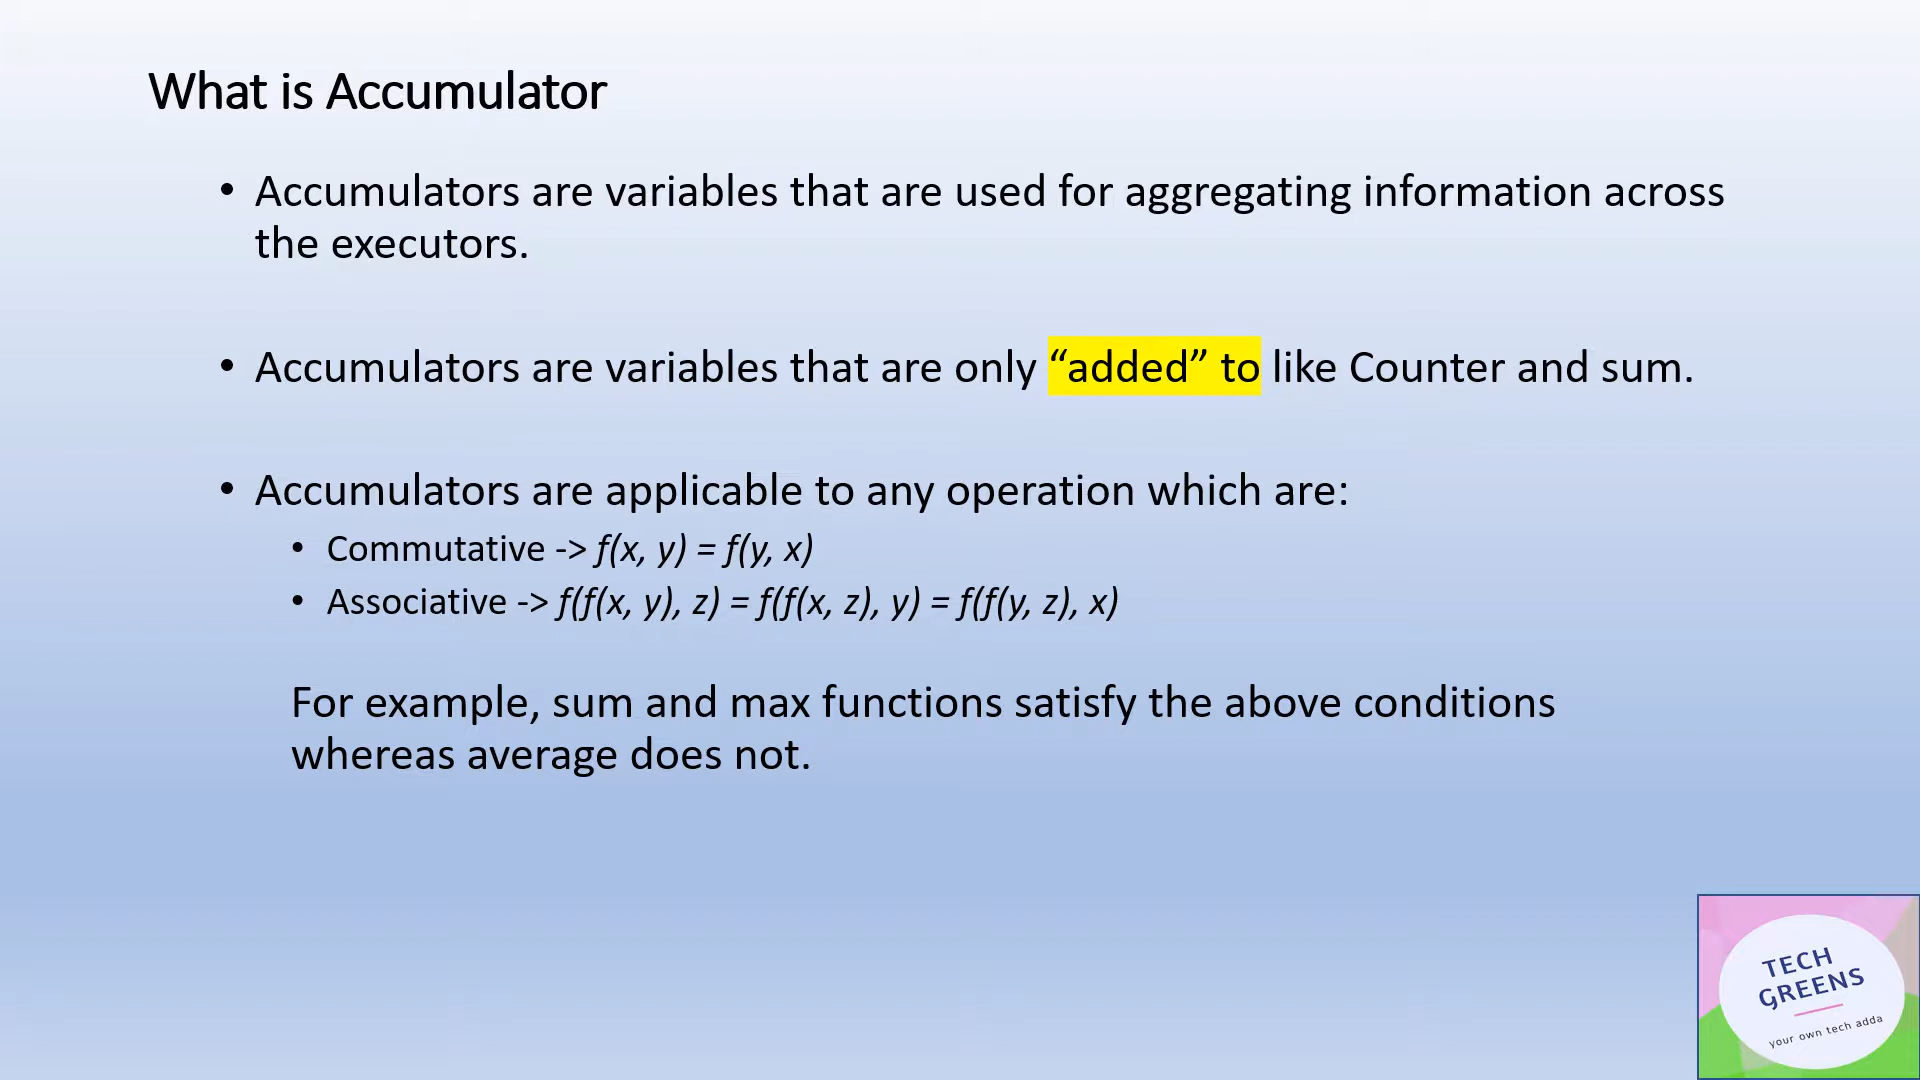 What is Accumulator
• Accumulators are variables that are used for aggregating information across
the executors.
• Accumulators are variables that are only “added” to like Counter and sum.
• Accumulators are applicable to any operation which are:
• Commutative -> f(x, y) = f(y, x)
• Associative -> f(f(x, y), z) = f(f(x, z), y) = f(f(y, z), x)
For example, sum and max functions satisfy the above conditions
whereas average does not.
TECH
GREENS
your own tech adda